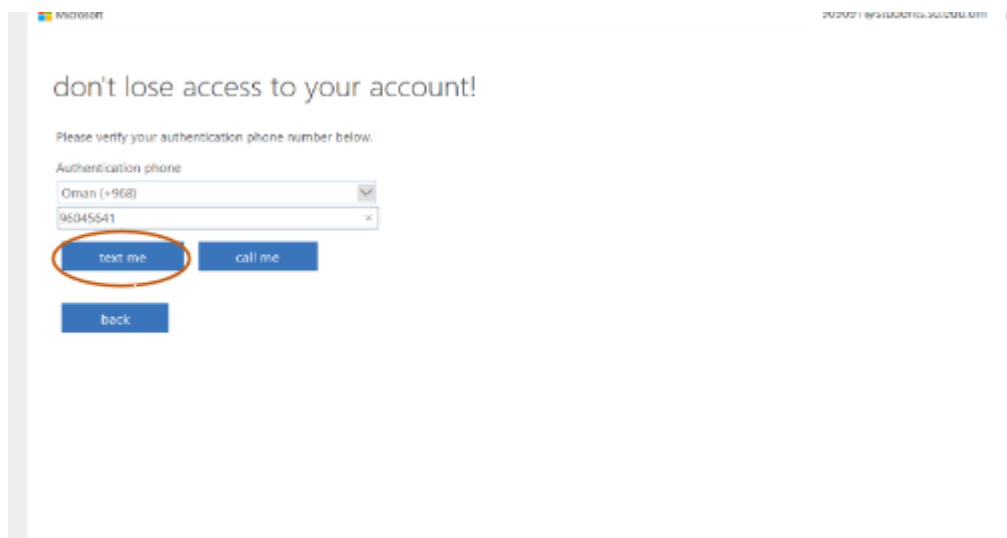 Microsoft
don't lose access to your account!
Please verify your authentication phone number below.
Authentication phone
Oman (+968)
96045641
text me call me
back